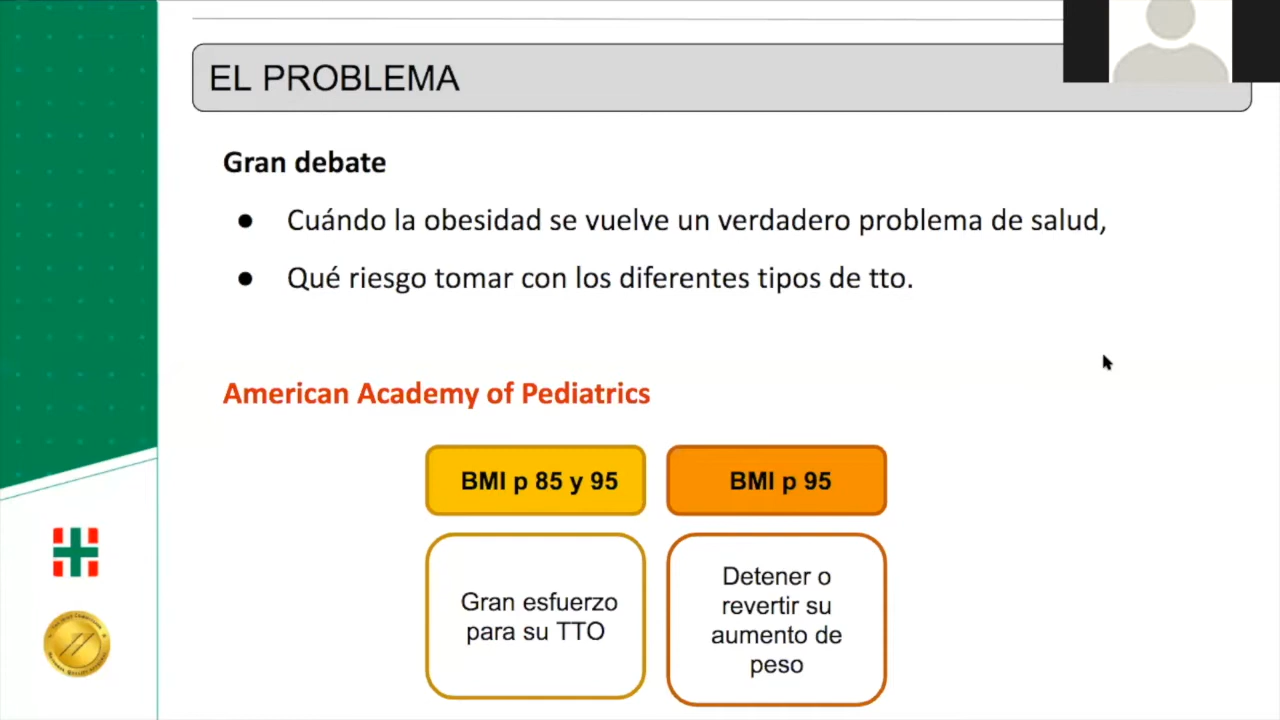 EL PROBLEMA
Gran debate
● Cuándo la obesidad se vuelve un verdadero problema de salud,
● Qué riesgo tomar con los diferentes tipos de tto.
American Academy of Pediatrics
BMI p 85 y 95
BMI p 95
Gran esfuerzo
para su TTO
Detener o
revertir su
aumento de
peso